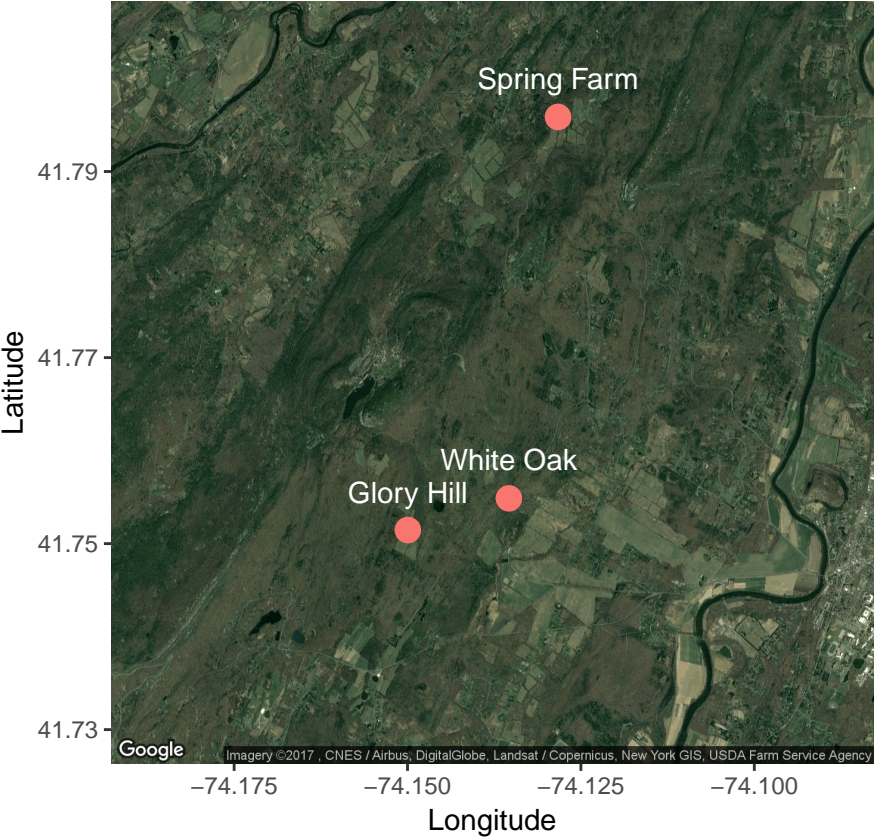 Spring Farm
White Oak
Glory Hill
41.79
41.77
41.75
41.73
Latitude
Google
Imagery ©2017 , CNES / Airbus, DigitalGlobe, Landsat / Copernicus, New York GIS, USDA Farm Service Agency
−74.175 −74.150 −74.125 −74.100
Longitude